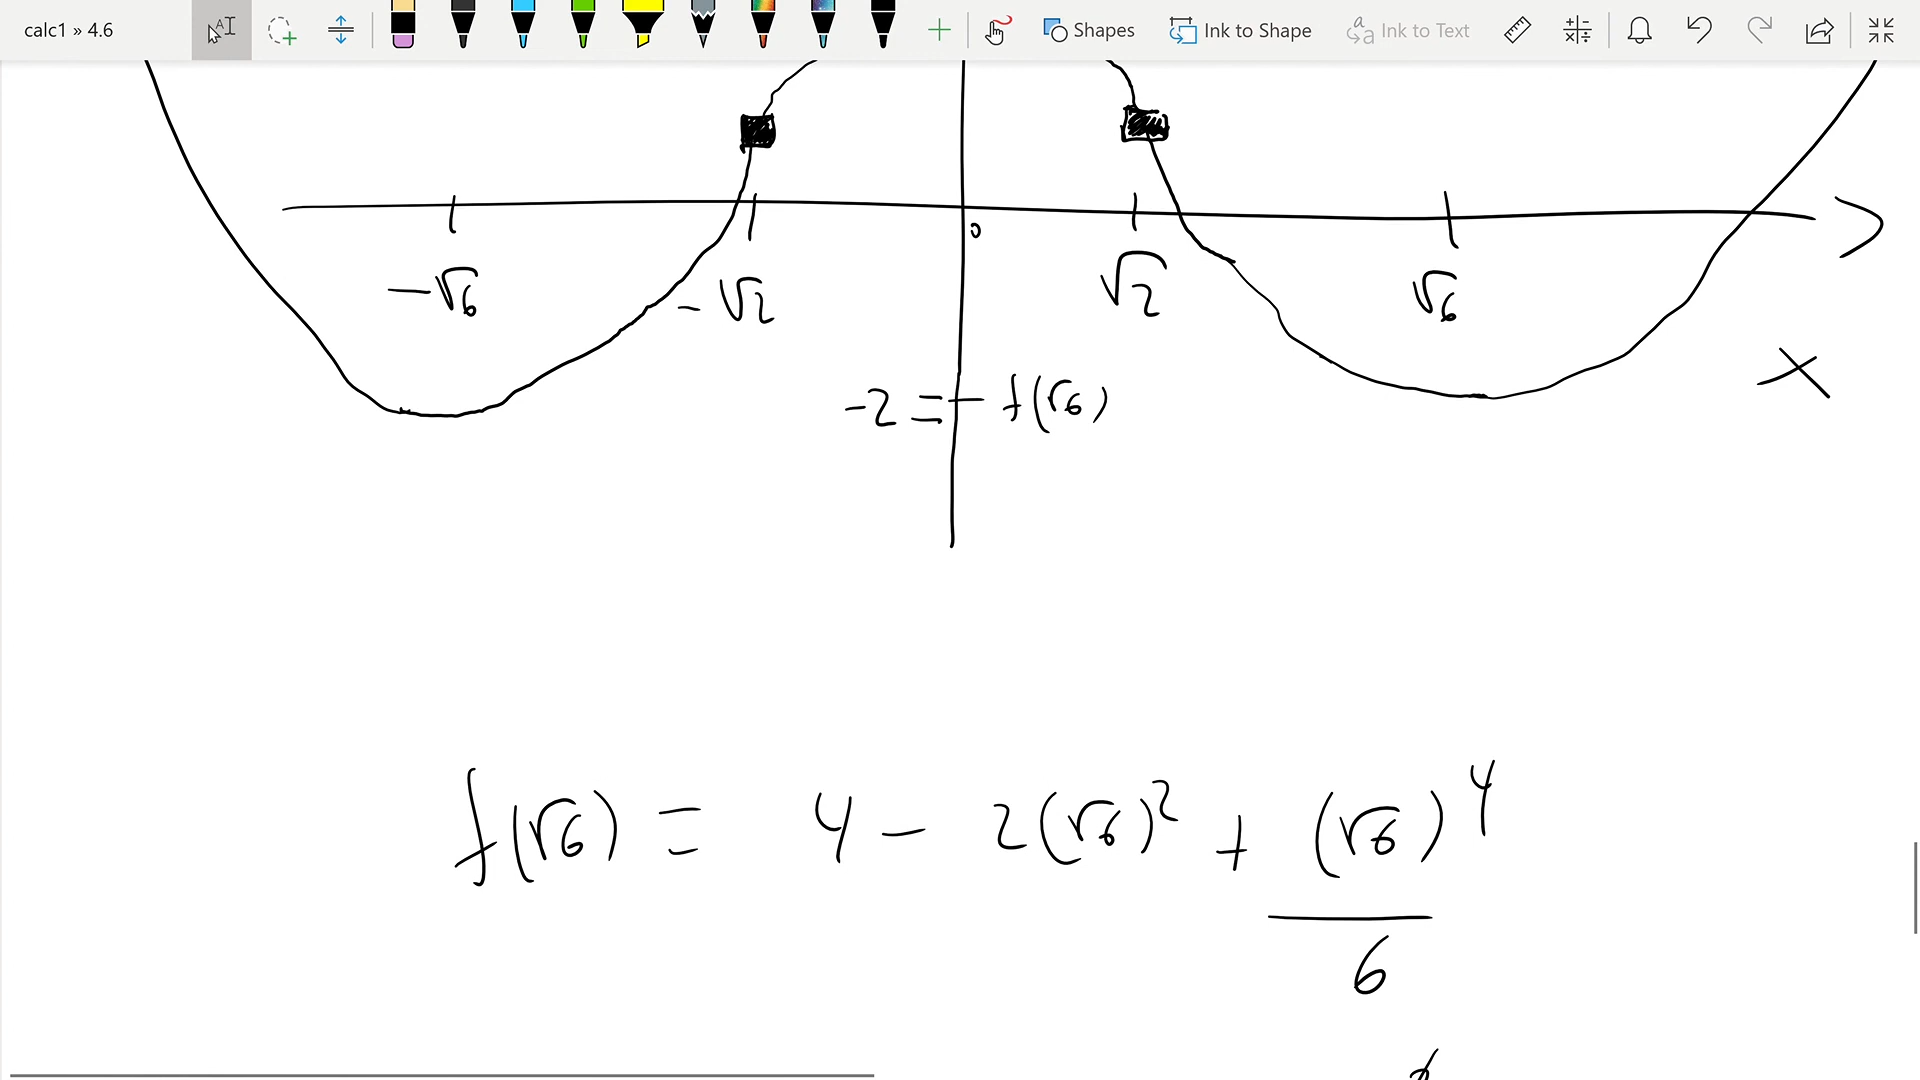 calc1 » 4.6
Shapes
Ink to Shape
Ink to Text
0
-√6
-√2
√2
√6
x
-2 = f(√6)
f(√6) = 4 - 2(√6)² + (√6)⁴
6